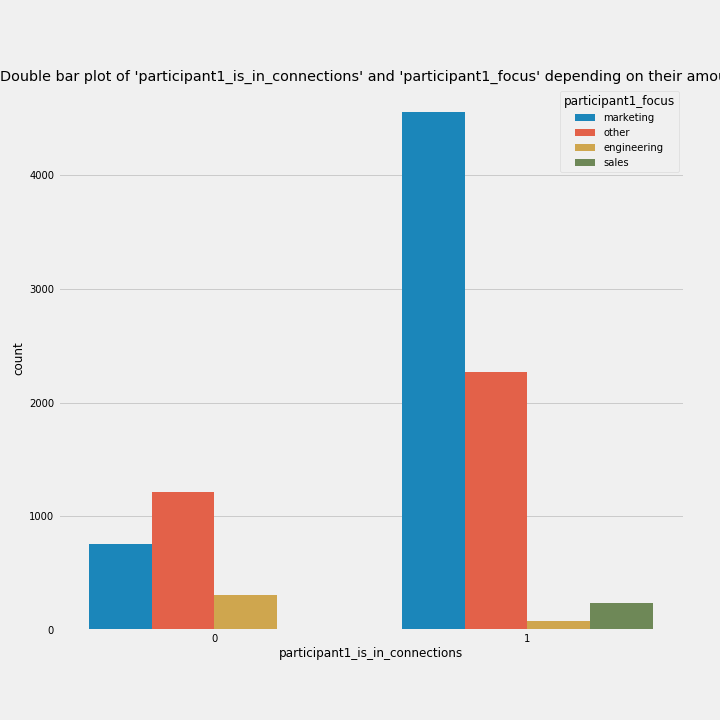 Double bar plot of 'participant1_is_in_connections' and 'participant1_focus' depending on their
participant1_focus
marketing
other
engineering
sales
4000
3000
2000
1000
0
count
0 1
participant1_is_in_connections